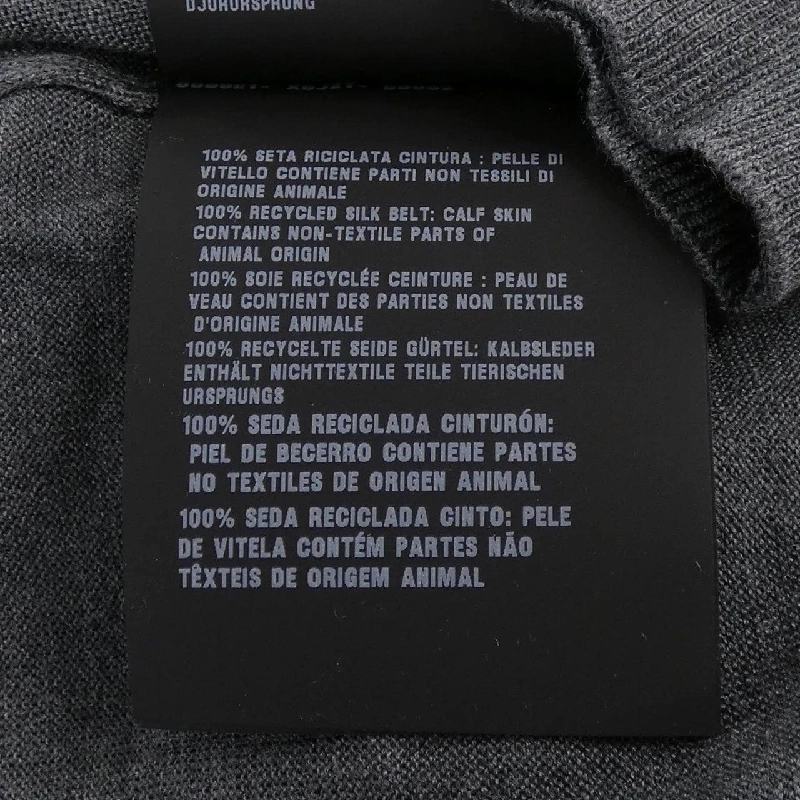 DJURURSPRUNG
100% SETA RICICLATA CINTURA : PELLE DI
VITELLO CONTIENE PARTI NON TESSILI DI
ORIGINE ANIMALE
100% RECYCLED SILK BELT: CALF SKIN
CONTAINS NON-TEXTILE PARTS OF
ANIMAL ORIGIN
100% SOIE RECYCLÉE CEINTURE : PEAU DE
VEAU CONTIENT DES PARTIES NON TEXTILES
D'ORIGINE ANIMALE
100% RECYCELTE SEIDE GÜRTEL: KALBSLEDER
ENTHÄLT NICHTTEXTILE TEILE TIERISCHEN
URSPRUNGS
100% SEDA RECICLADA CINTURÓN:
PIEL DE BECERRO CONTIENE PARTES
NO TEXTILES DE ORIGEN ANIMAL
100% SEDA RECICLADA CINTO: PELE
DE VITELA CONTÉM PARTES NÃO
TÊXTEIS DE ORIGEM ANIMAL